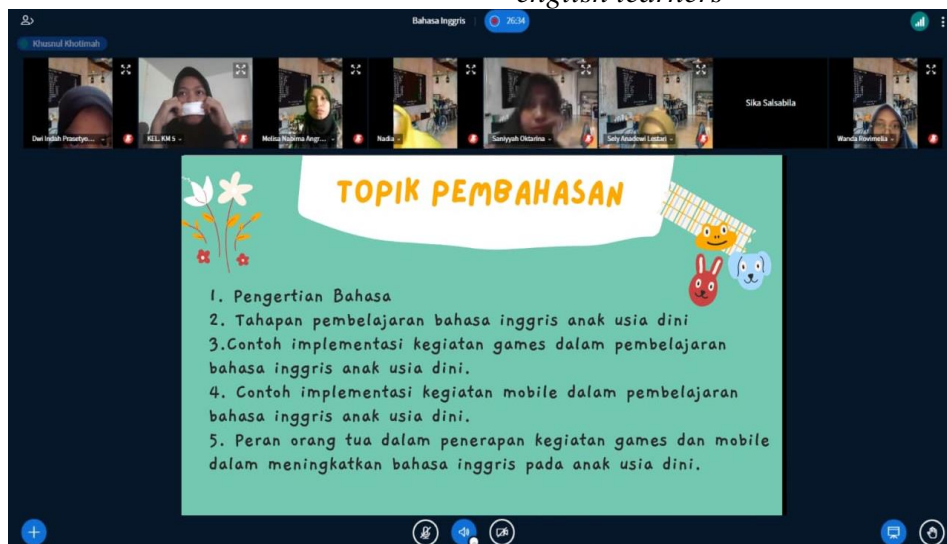 english learners
Bahasa Inggris
26:34
Khusnul Khotimah
Dwi Indah Prasetyo...
KEL. KM 5
Melisa Nabima Angr...
Nadia
Saniyyah Oktarina
Sely Anadewi Lestari
Sika Salsabila
Wanda Rovimelia
TOPIK PEMBAHASAN
1. Pengertian Bahasa
2. Tahapan pembelajaran bahasa inggris anak usia dini
3.Contoh implementasi kegiatan games dalam pembelajaran
bahasa inggris anak usia dini.
4. Contoh implementasi kegiatan mobile dalam pembelajaran
bahasa inggris anak usia dini.
5. Peran orang tua dalam penerapan kegiatan games dan mobile
dalam meningkatkan bahasa inggris pada anak usia dini.